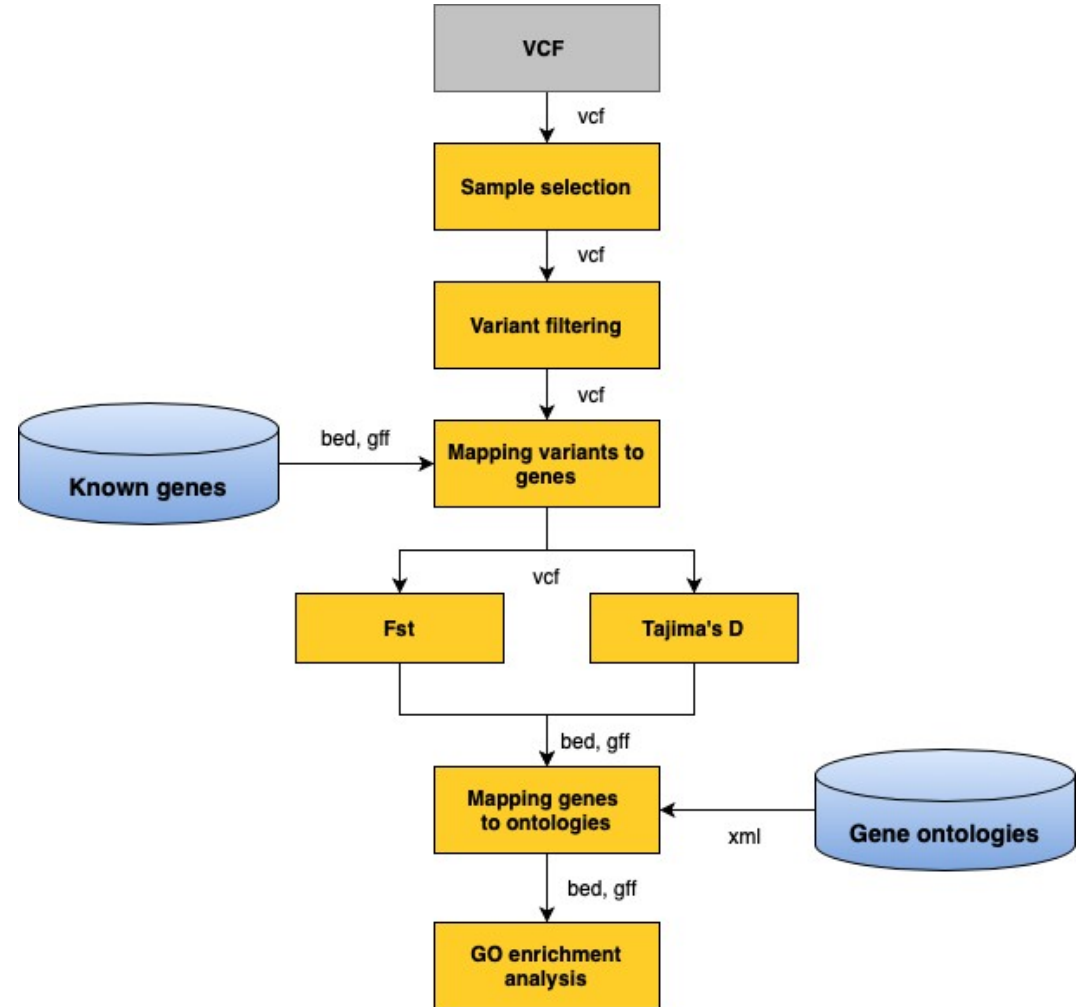 VCF
vcf
Sample selection
vcf
Variant filtering
vcf
bed, gff
Mapping variants to
genes
Known genes
vcf
Fst
Tajima's D
bed, gff
Mapping genes
to ontologies
xml
Gene ontologies
bed, gff
GO enrichment
analysis